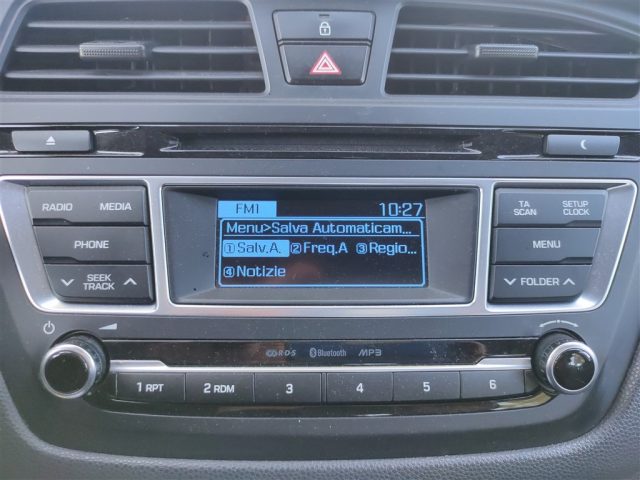 FM1 10:27
Menu>Salva Automaticam...
①Salv.A. ②Freq.A ③Regio...
④Notizie
RADIO MEDIA
PHONE
SEEK
TRACK
TA
SCAN
SETUP
CLOCK
MENU
FOLDER
R·D·S Bluetooth MP3
1 RPT 2 RDM 3 4 5 6